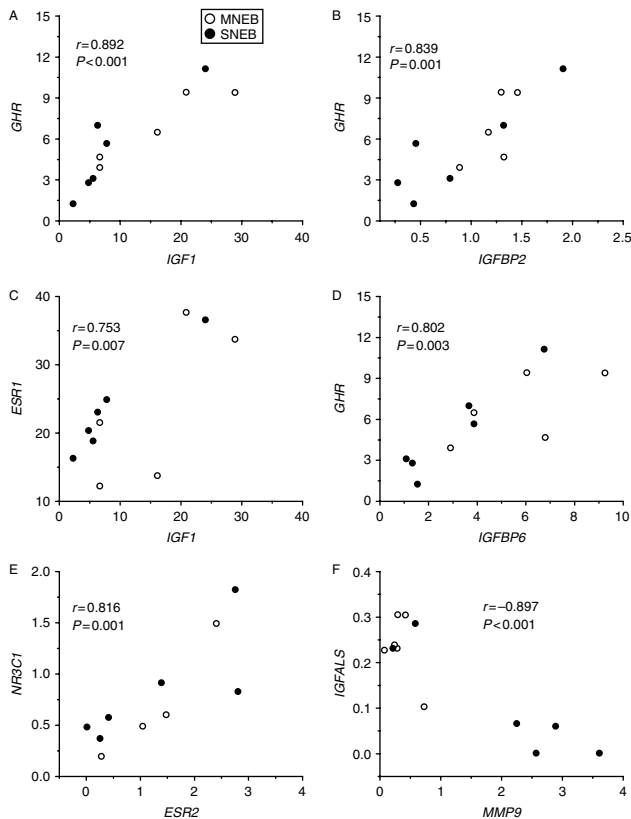 A
MNEB
SNEB
r=0.892
P<0.001
GHR
15
12
9
6
3
0
0 10 20 30 40
IGF1
B
r=0.839
P=0.001
GHR
15
12
9
6
3
0
0.5 1.0 1.5 2.0 2.5
IGFBP2
C
r=0.753
P=0.007
ESR1
40
30
20
10
0 10 20 30 40
IGF1
D
r=0.802
P=0.003
GHR
15
12
9
6
3
0
0 2 4 6 8 10
IGFBP6
E
r=0.816
P=0.001
NR3C1
2.0
1.5
1.0
0.5
0.0
0 1 2 3 4
ESR2
F
r=−0.897
P<0.001
IGFALS
0.4
0.3
0.2
0.1
0.0
0 1 2 3 4
MMP9